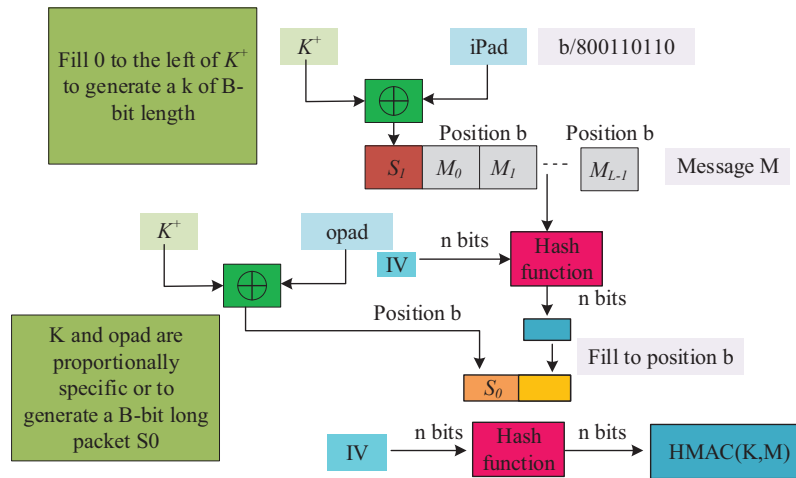 Fill 0 to the left of K+
to generate a k of B-
bit length
K+
iPad
b/800110110
Position b
Position b
S1
M0
M1
ML-1
Message M
K+
opad
n bits
IV
Hash
function
n bits
Position b
K and opad are
proportionally
specific or to
generate a B-bit long
packet S0
Fill to position b
S0
IV
n bits
Hash
function
n bits
HMAC(K,M)